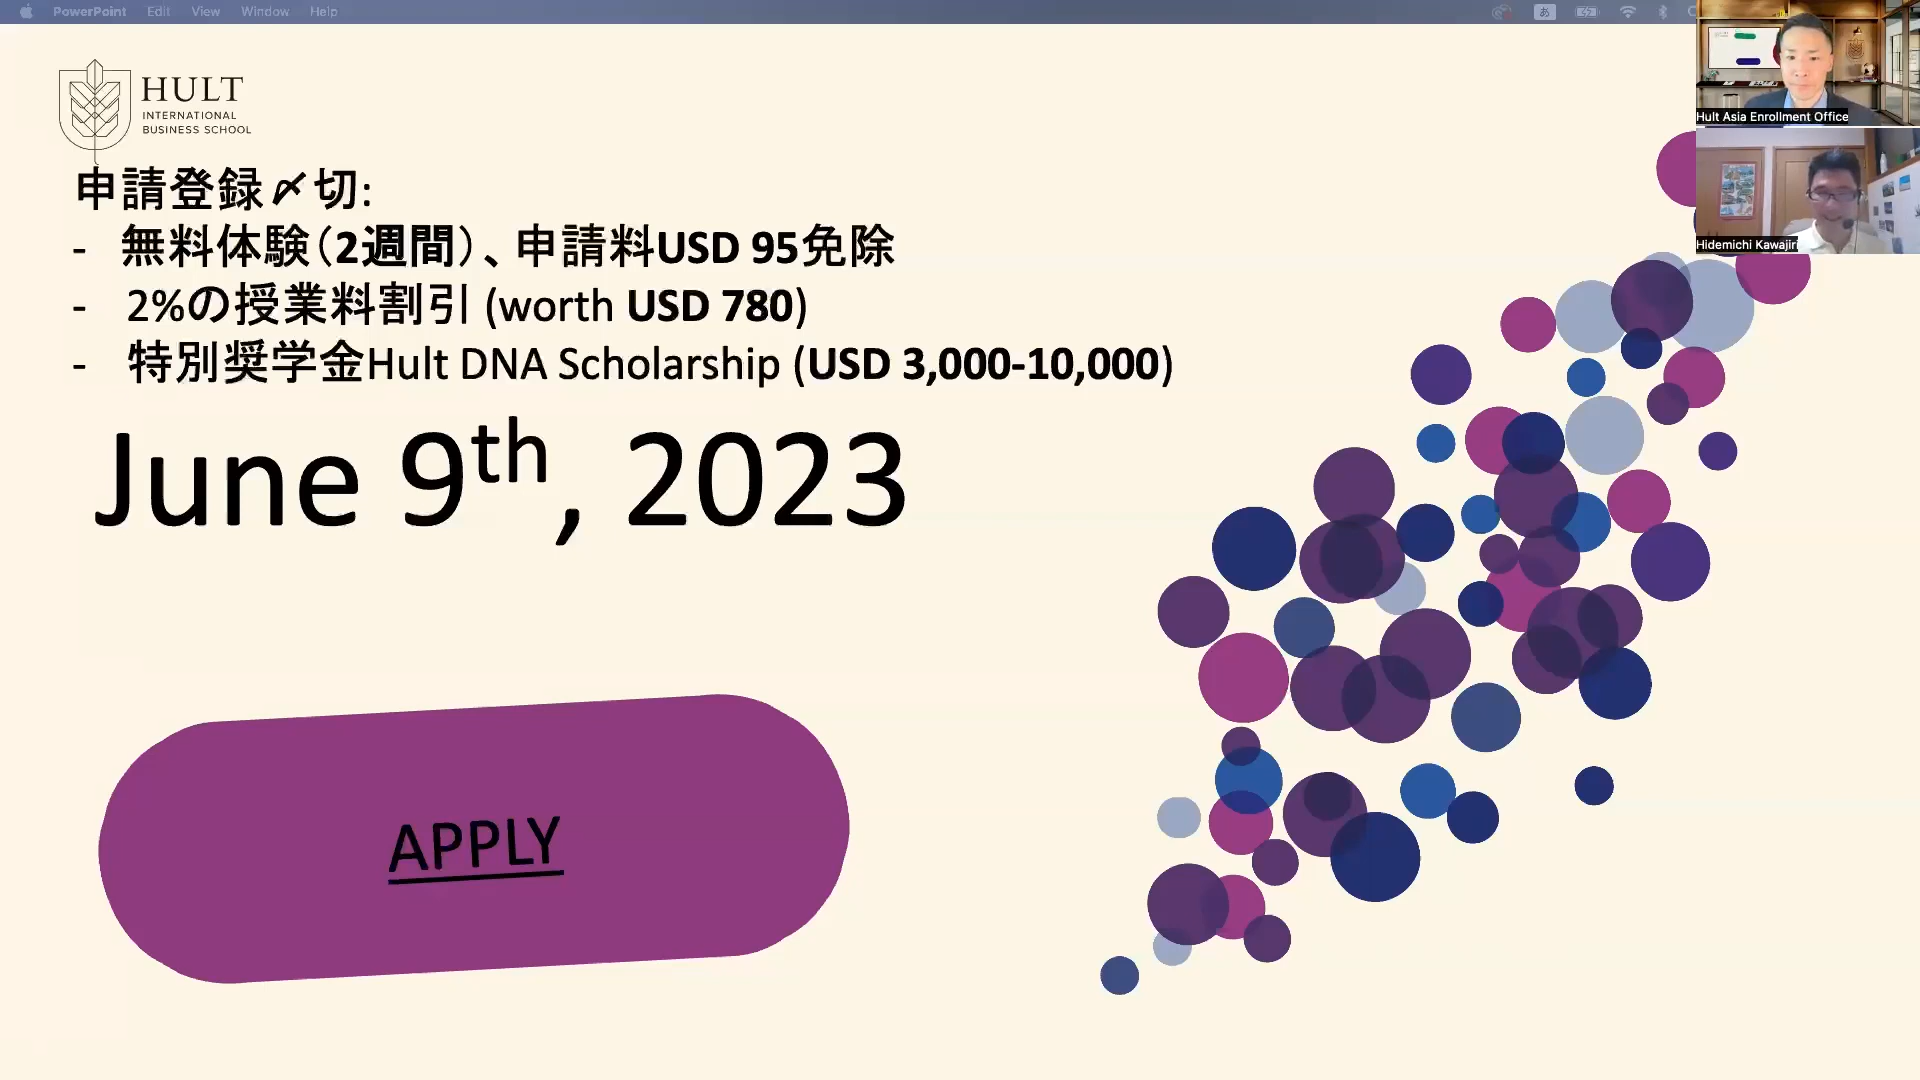 PowerPoint Edit View Window Help
あ
HULT
INTERNATIONAL
BUSINESS SCHOOL
Hult Asia Enrollment Office
Hidemichi Kawajiri
申請登録〆切:
- 無料体験(2週間)、申請料USD 95免除
- 2%の授業料割引 (worth USD 780)
- 特別奨学金Hult DNA Scholarship (USD 3,000-10,000)
June 9th, 2023
APPLY